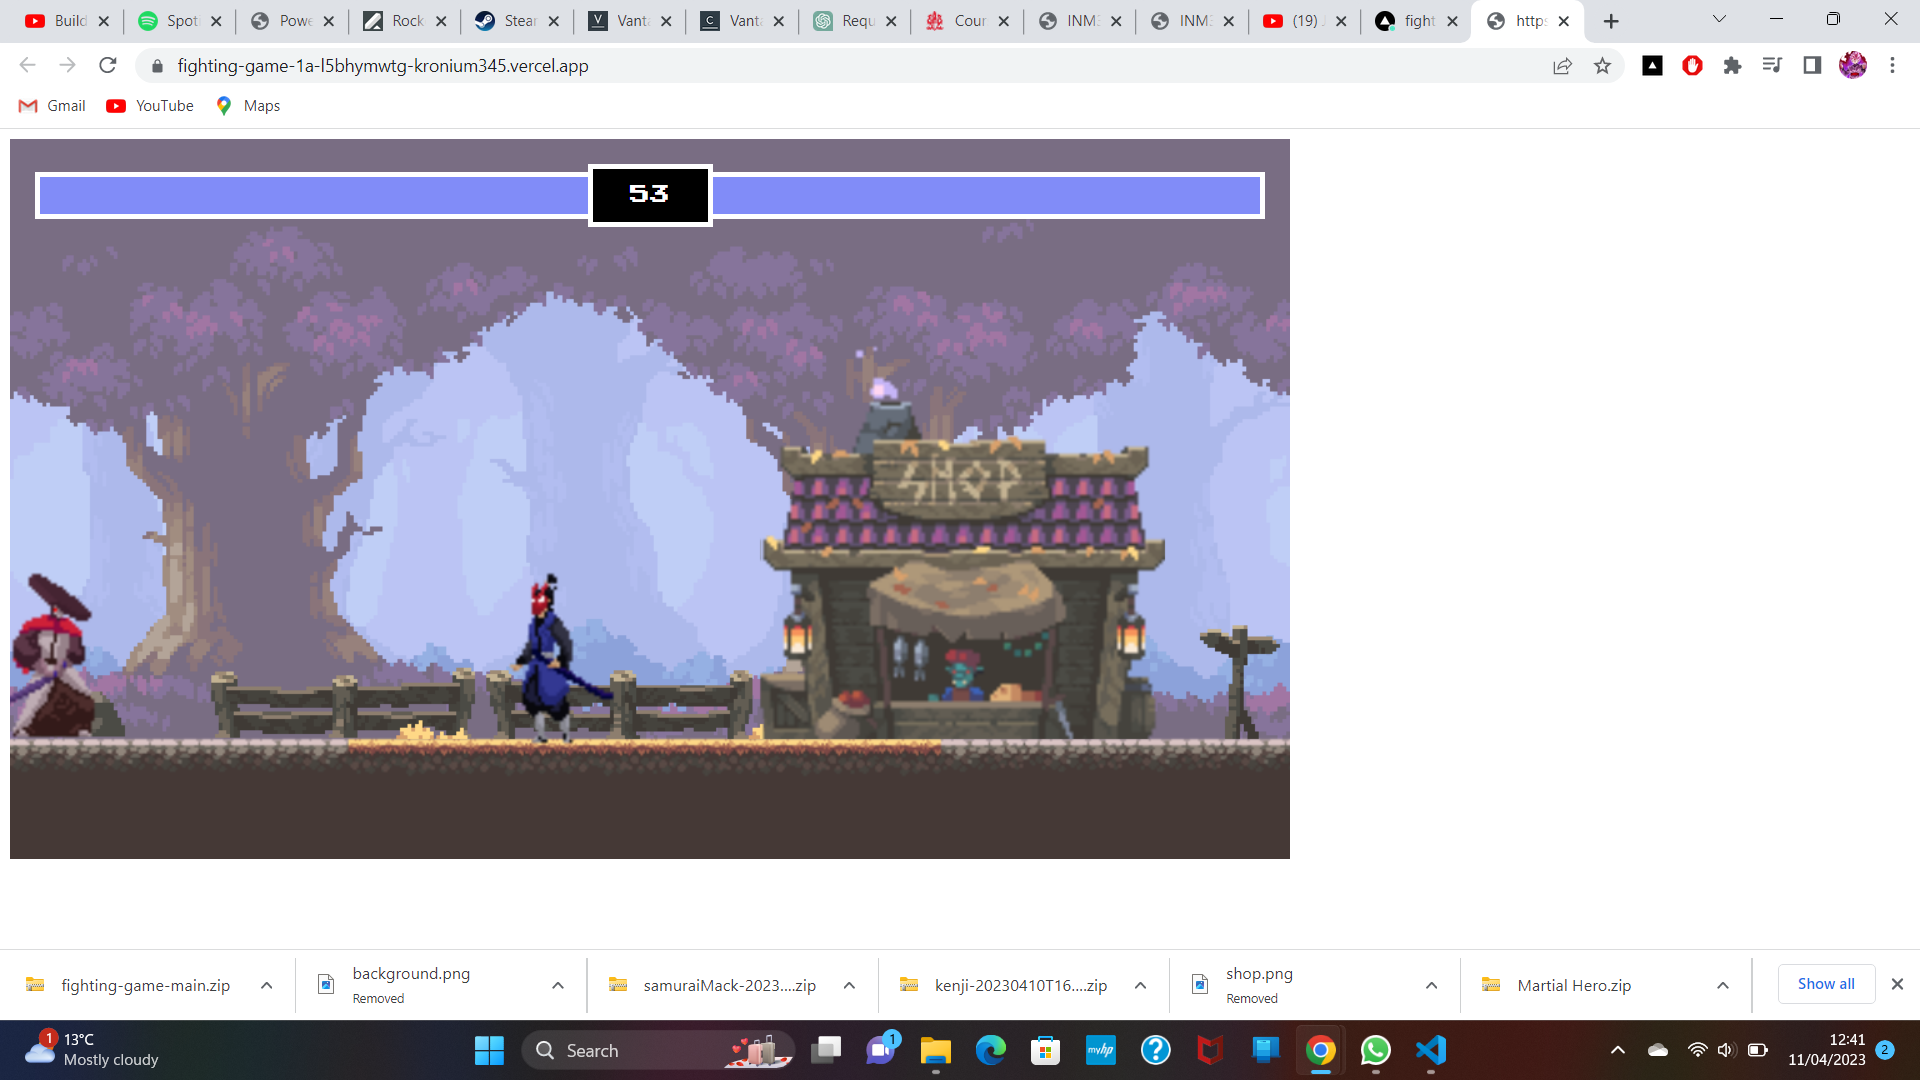 Build
Spot
Powe
Rock
Stear
Vant
Vanta
Requ
Cour
INM
INM
(19)
fight
http
fighting-game-1a-l5bhymwtg-kronium345.vercel.app
Gmail
YouTube
Maps
53
SHOP
fighting-game-main.zip
background.png
Removed
samuraiMack-2023....zip
kenji-20230410T16....zip
shop.png
Removed
Martial Hero.zip
Show all
1
13°C
Mostly cloudy
Search
1
myhp
12:41
11/04/2023
2